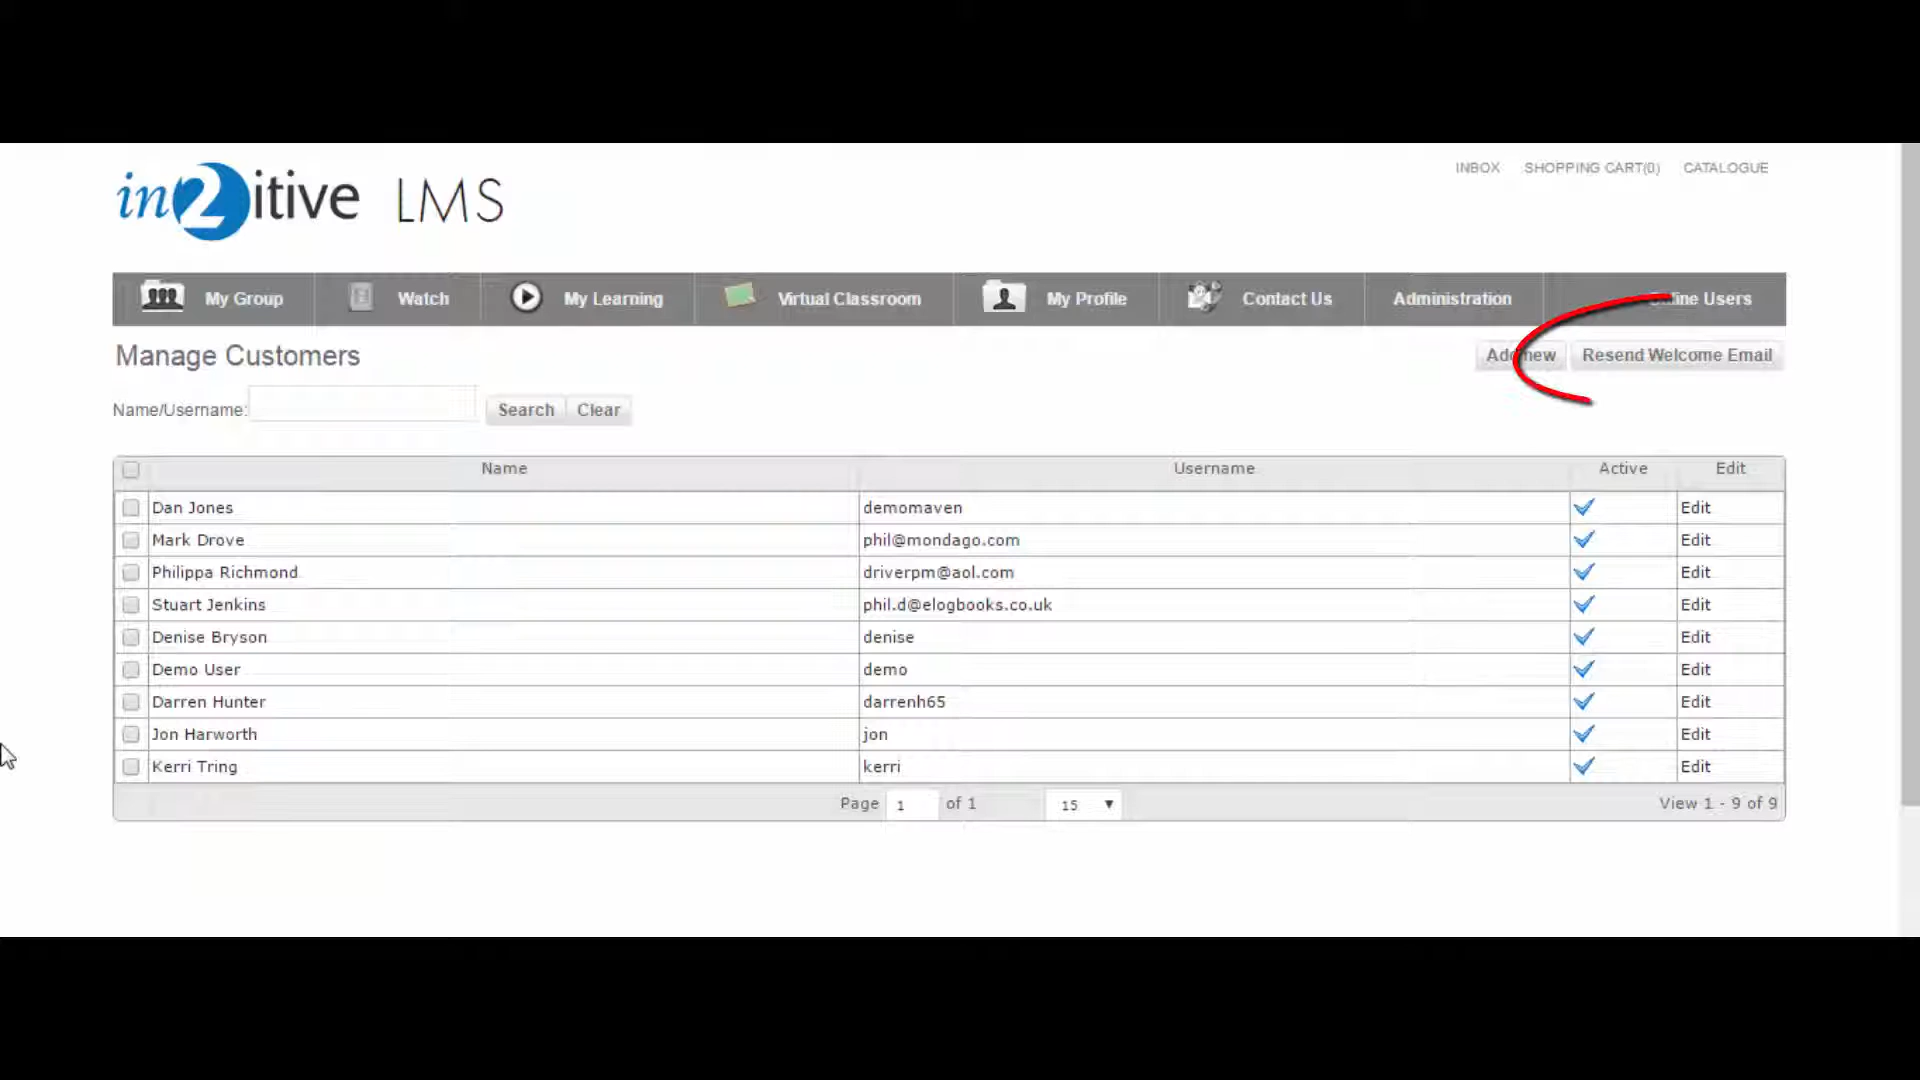 in2itive LMS
INBOX SHOPPING CART(0) CATALOGUE
My Group Watch My Learning Virtual Classroom My Profile Contact Us Administration Online Users
Manage Customers
Add new Resend Welcome Email
Name/Username: Search Clear
Name Username Active Edit
Dan Jones demomaven Edit
Mark Drove phil@mondago.com Edit
Philippa Richmond driverpm@aol.com Edit
Stuart Jenkins phil.d@elogbooks.co.uk Edit
Denise Bryson denise Edit
Demo User demo Edit
Darren Hunter darrenh65 Edit
Jon Harworth jon Edit
Kerri Tring kerri Edit
Page 1 of 1 15 View 1 - 9 of 9